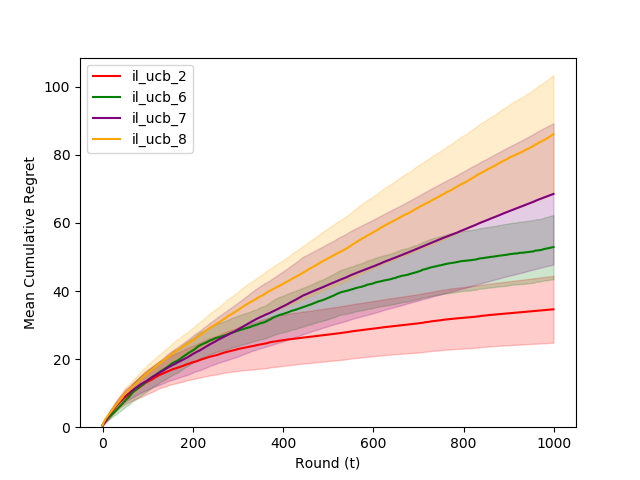 il_ucb_2
il_ucb_6
il_ucb_7
il_ucb_8
Mean Cumulative Regret
100
80
60
40
20
0
0 200 400 600 800 1000
Round (t)